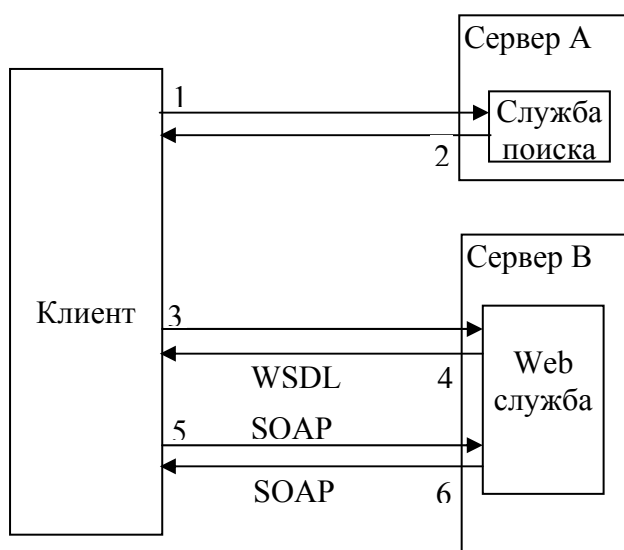 Сервер A
1
Служба
поиска
2
Сервер B
Клиент
3
Web
служба
WSDL
4
5
SOAP
SOAP
6